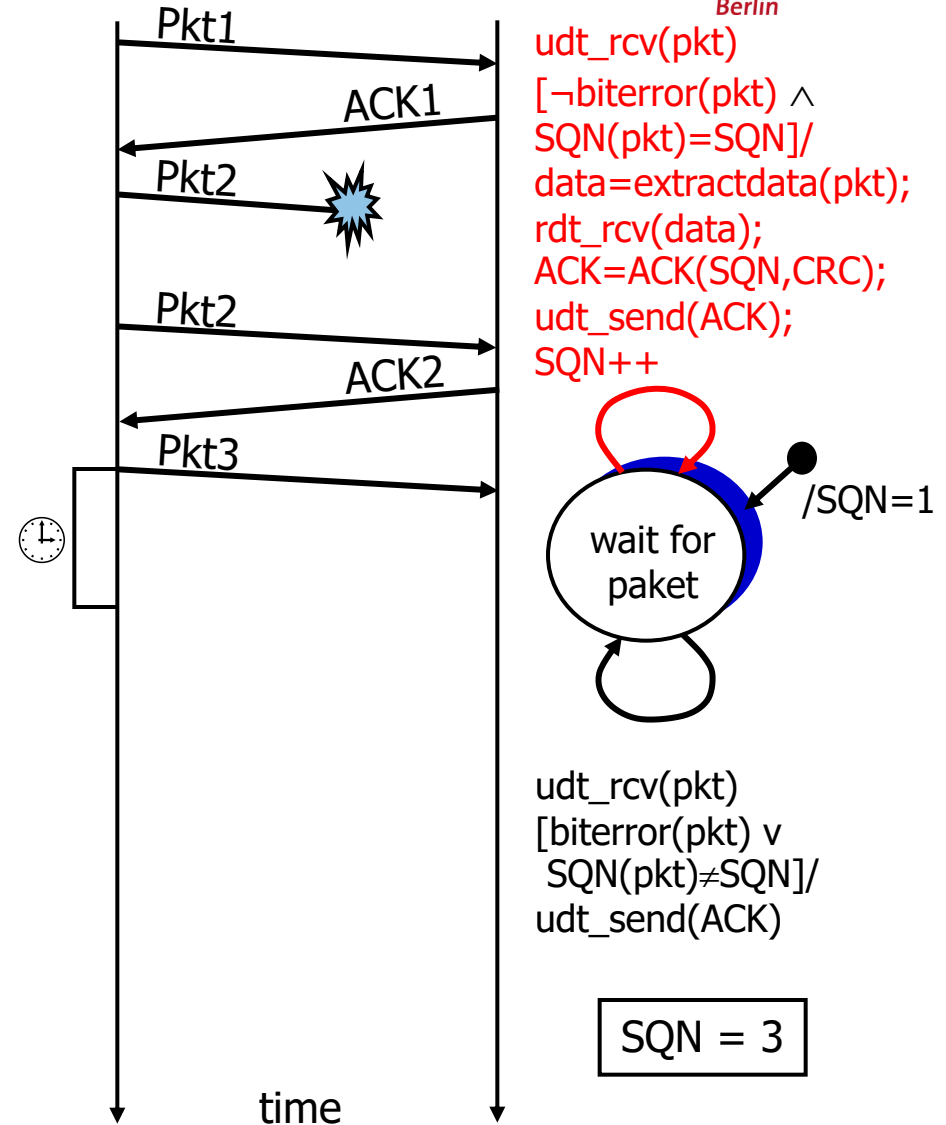 Berlin
Pkt1
ACK1
Pkt2
Pkt2
ACK2
Pkt3
udt_rcv(pkt)
[¬biterror(pkt) ∧
SQN(pkt)=SQN]/
data=extractdata(pkt);
rdt_rcv(data);
ACK=ACK(SQN,CRC);
udt_send(ACK);
SQN++
/SQN=1
wait for
paket
udt_rcv(pkt)
[biterror(pkt) v
SQN(pkt)≠SQN]/
udt_send(ACK)
SQN = 3
time